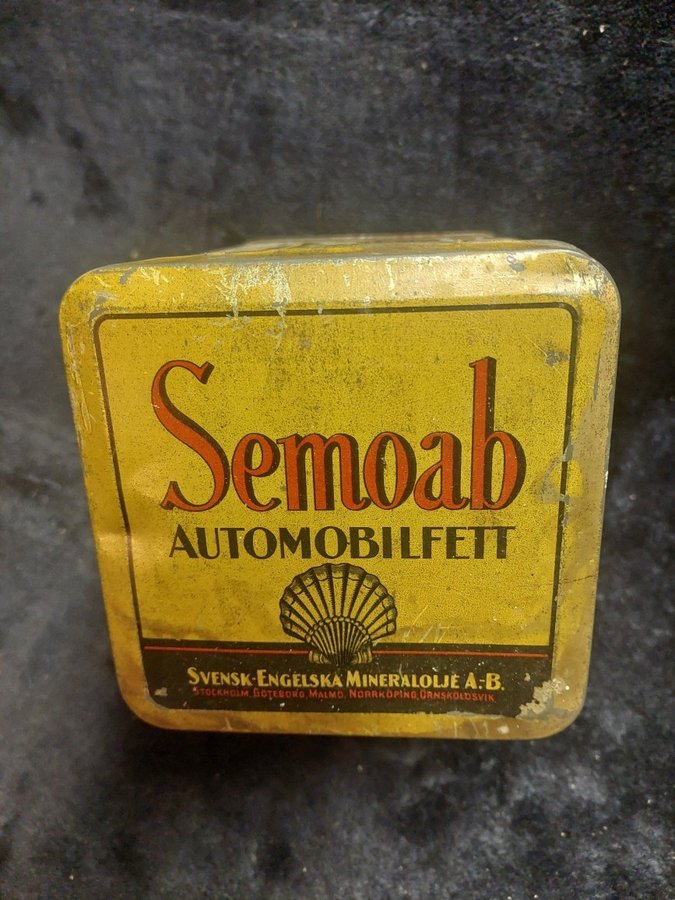 Semoab
AUTOMOBILFETT
SVENSK-ENGELSKA MINERALOLJE A.-B.
STOCKHOLM, GÖTEBORG, MALMÖ, NORRKÖPING, ÖRNSKÖLDSVIK